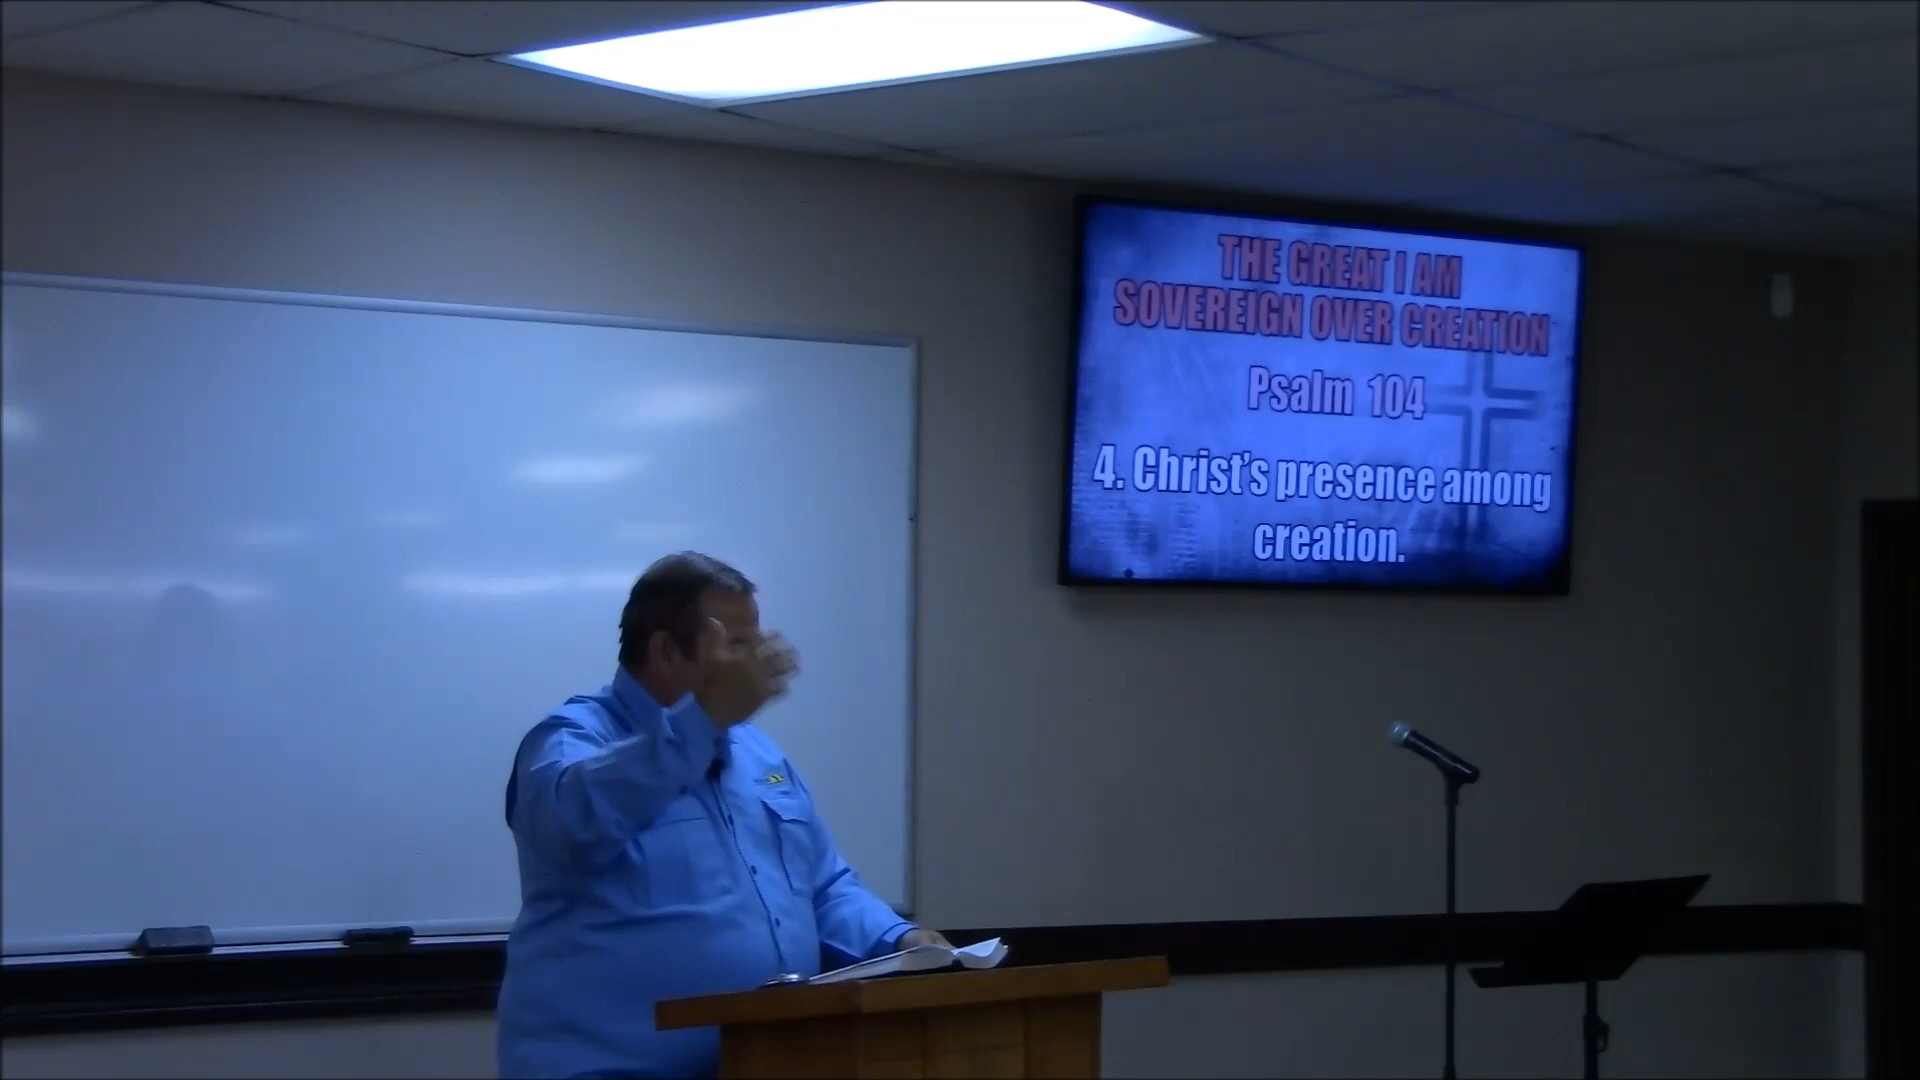 THE GREAT I AM
SOVEREIGN OVER CREATION
Psalm 104
4. Christ's presence among
creation.